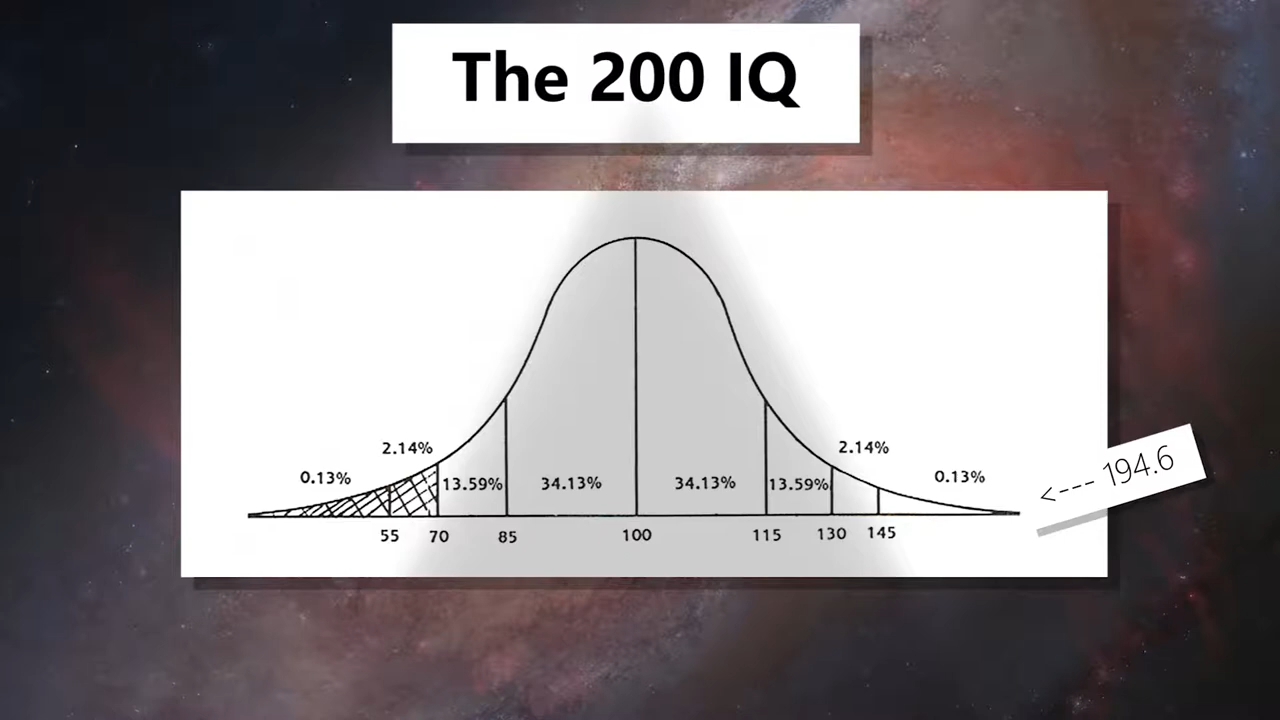 The 200 IQ
2.14% 2.14%
0.13% 0.13%
13.59% 34.13% 34.13% 13.59%
<--- 194.6
55 70 85 100 115 130 145